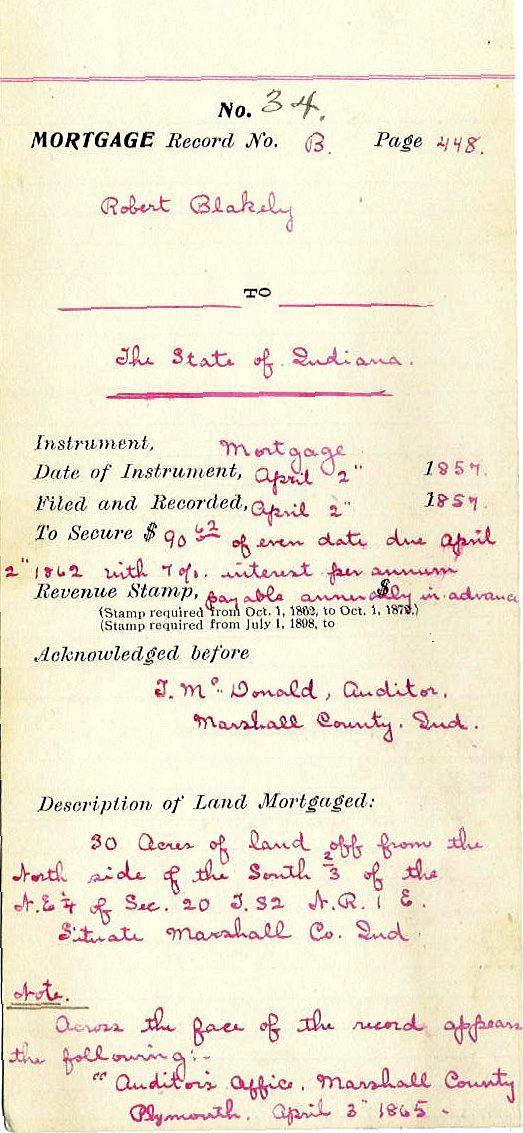 No. 34.
MORTGAGE Record No. B. Page 448.
Robert Blakely
TO
The State of Indiana.
Instrument, Mortgage
Date of Instrument, April 2" 1857.
Filed and Recorded, April 2" 1857.
To Secure $ 90 62 of even date due April
2" 1862 with 7%. interest per annum
Revenue Stamp, $ payable annually in advance
(Stamp required from Oct. 1, 1862, to Oct. 1, 1872.)
(Stamp required from July 1, 1898, to
Acknowledged before
T. Mc Donald, Auditor,
Marshall County. Ind.
Description of Land Mortgaged:
30 Acres of land off from the
North side of the South 2/3 of the
N.E 1/4 of Sec. 20 T. 32 N. R. 1 E.
Situate Marshall Co. Ind.
Note.
Across the face of the record appears
the following:-
"Auditor's Office. Marshall County
Plymouth. April 3" 1865 -